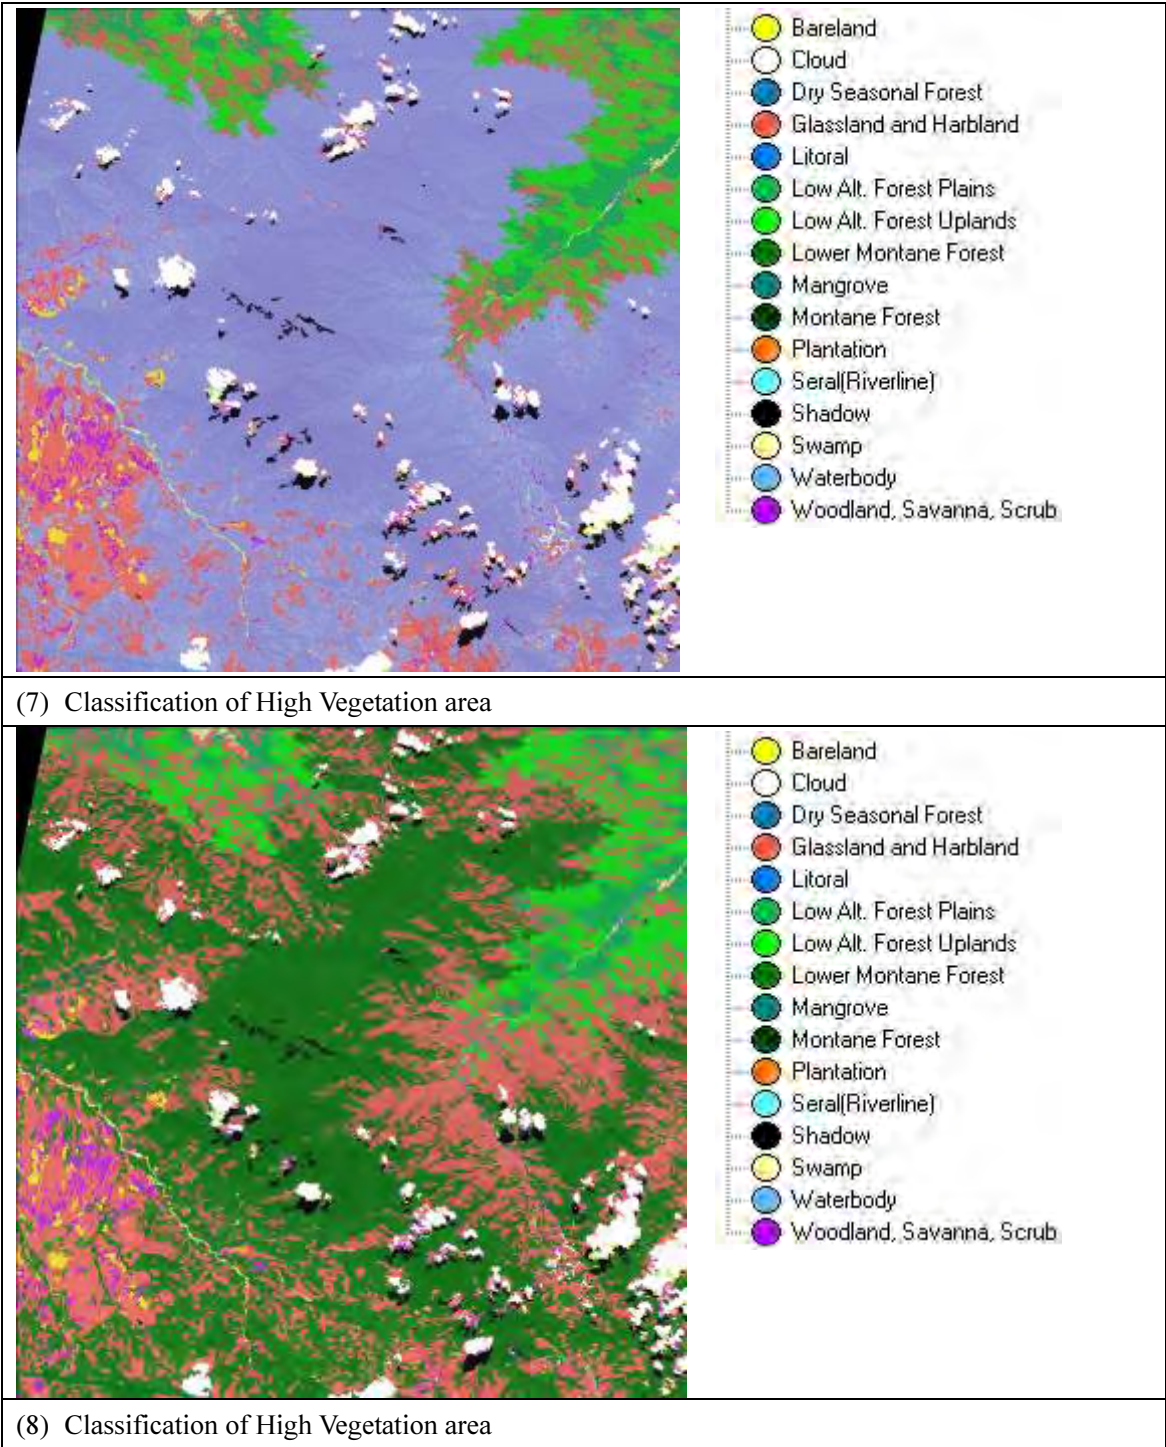 Bareland
Cloud
Dry Seasonal Forest
Glassland and Harbland
Litoral
Low Alt. Forest Plains
Low Alt. Forest Uplands
Lower Montane Forest
Mangrove
Montane Forest
Plantation
Seral(Riverline)
Shadow
Swamp
Waterbody
Woodland, Savanna, Scrub
(7) Classification of High Vegetation area
Bareland
Cloud
Dry Seasonal Forest
Glassland and Harbland
Litoral
Low Alt. Forest Plains
Low Alt. Forest Uplands
Lower Montane Forest
Mangrove
Montane Forest
Plantation
Seral(Riverline)
Shadow
Swamp
Waterbody
Woodland, Savanna, Scrub
(8) Classification of High Vegetation area